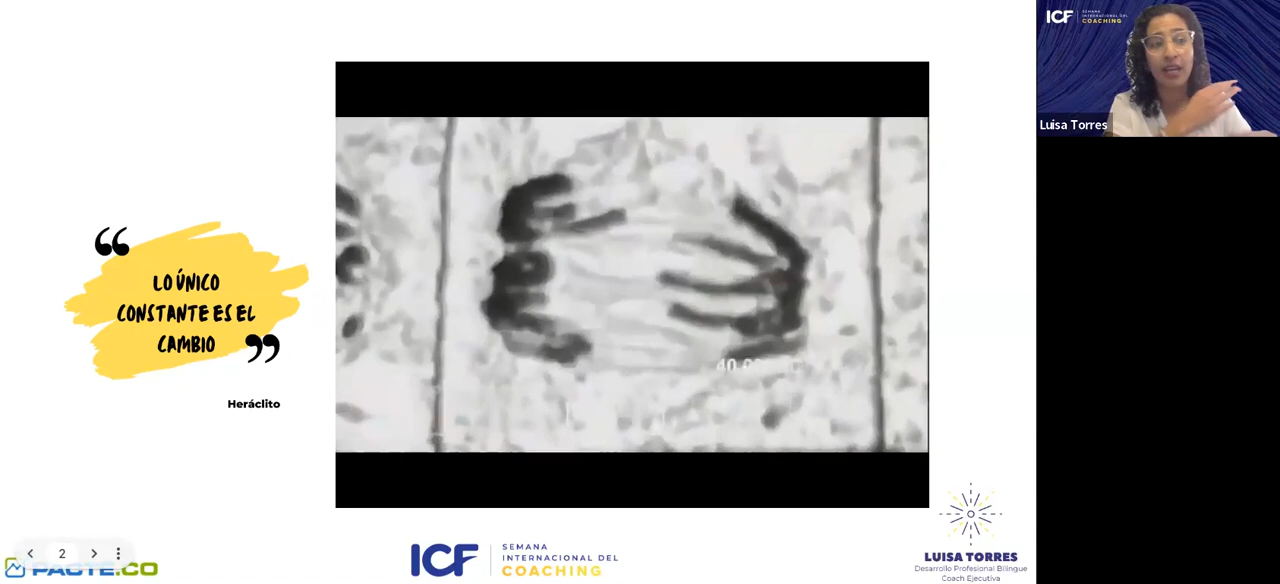 “
LO ÚNICO
CONSTANTE ES EL
CAMBIO
”
Heráclito
2
PACTE.CO
ICF
SEMANA
INTERNACIONAL DEL
COACHING
LUISA TORRES
Desarrollo Profesional Bilingue
Coach Ejecutiva
ICF
SEMANA
INTERNACIONAL DEL
COACHING
Luisa Torres